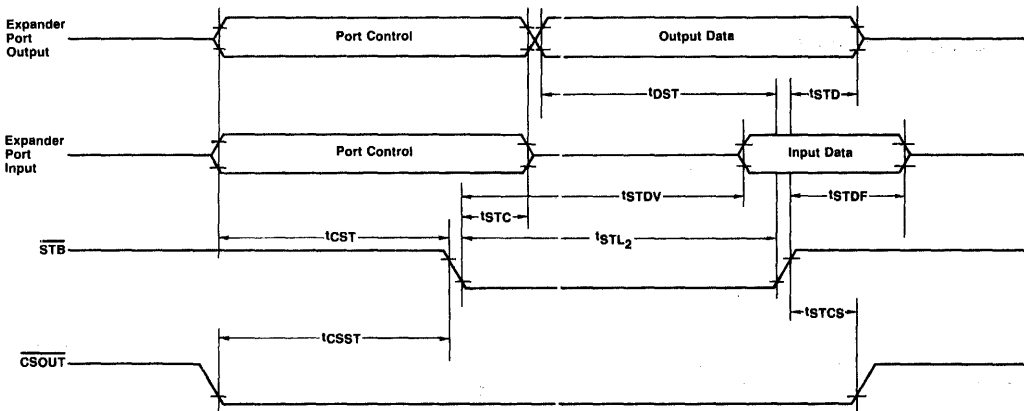 Expander
Port
Output
Port Control
Output Data
tDST
tSTD
Expander
Port
Input
Port Control
Input Data
tSTDV
tSTDF
tSTC
tCST
tSTL2
STB
tSTCS
tCSST
CSOUT